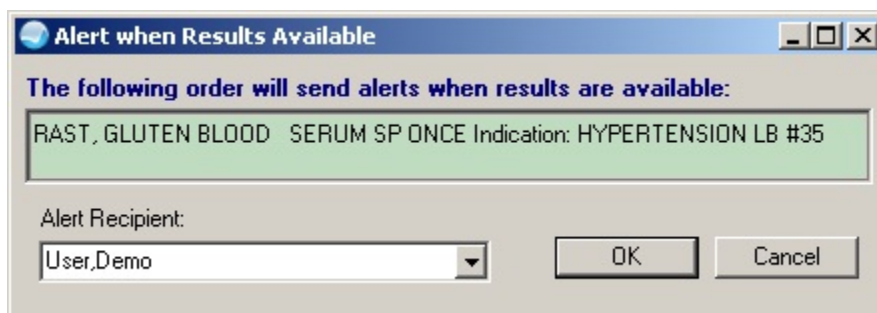 Alert when Results Available
The following order will send alerts when results are available:
RAST, GLUTEN BLOOD SERUM SP ONCE Indication: HYPERTENSION LB #35
Alert Recipient:
User,Demo
OK Cancel